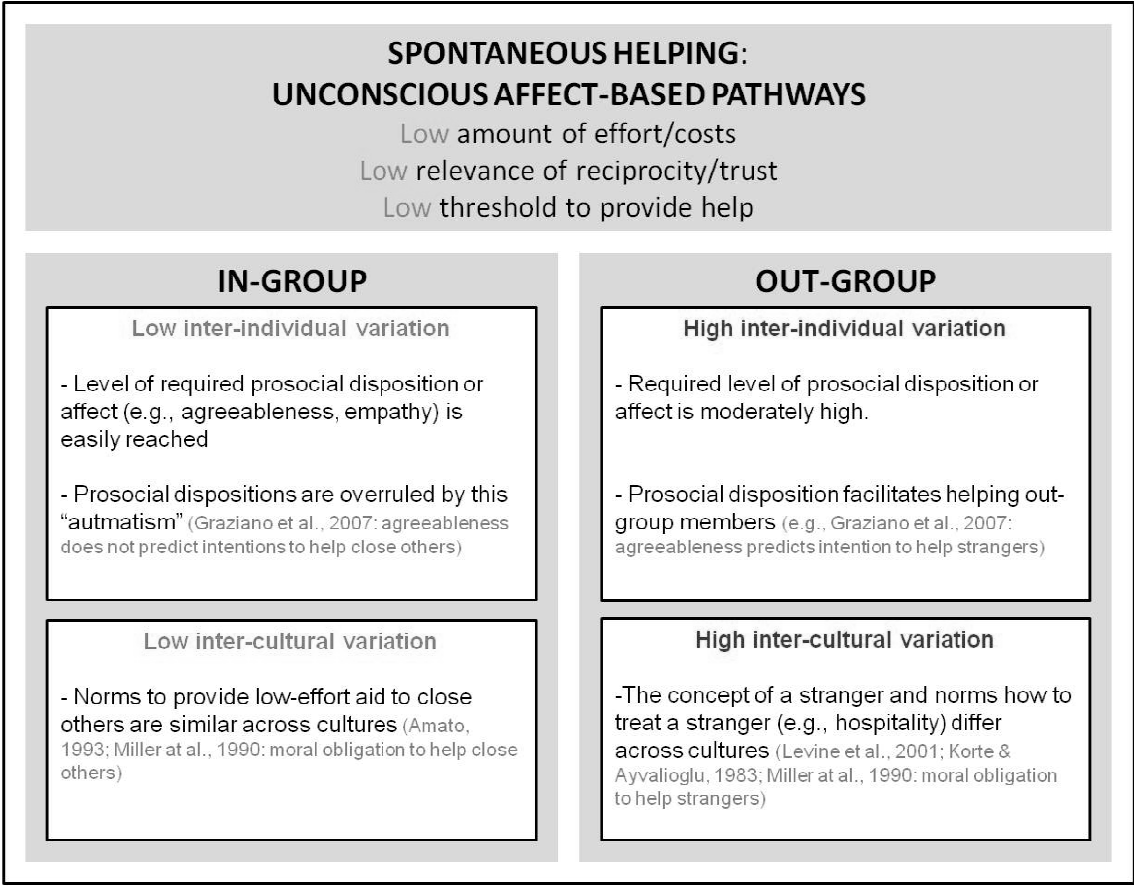 SPONTANEOUS HELPING:
UNCONSCIOUS AFFECT-BASED PATHWAYS
Low amount of effort/costs
Low relevance of reciprocity/trust
Low threshold to provide help
IN-GROUP
Low inter-individual variation
- Level of required prosocial disposition or
affect (e.g., agreeableness, empathy) is
easily reached
- Prosocial dispositions are overruled by this
“autmatism” (Graziano et al., 2007: agreeableness
does not predict intentions to help close others)
Low inter-cultural variation
- Norms to provide low-effort aid to close
others are similar across cultures (Amato,
1993; Miller at al., 1990: moral obligation to help close
others)
OUT-GROUP
High inter-individual variation
- Required level of prosocial disposition or
affect is moderately high.
- Prosocial disposition facilitates helping out-
group members (e.g., Graziano et al., 2007:
agreeableness predicts intention to help strangers)
High inter-cultural variation
-The concept of a stranger and norms how to
treat a stranger (e.g., hospitality) differ
across cultures (Levine et al., 2001; Korte &
Ayvalioglu, 1983; Miller at al., 1990: moral obligation
to help strangers)